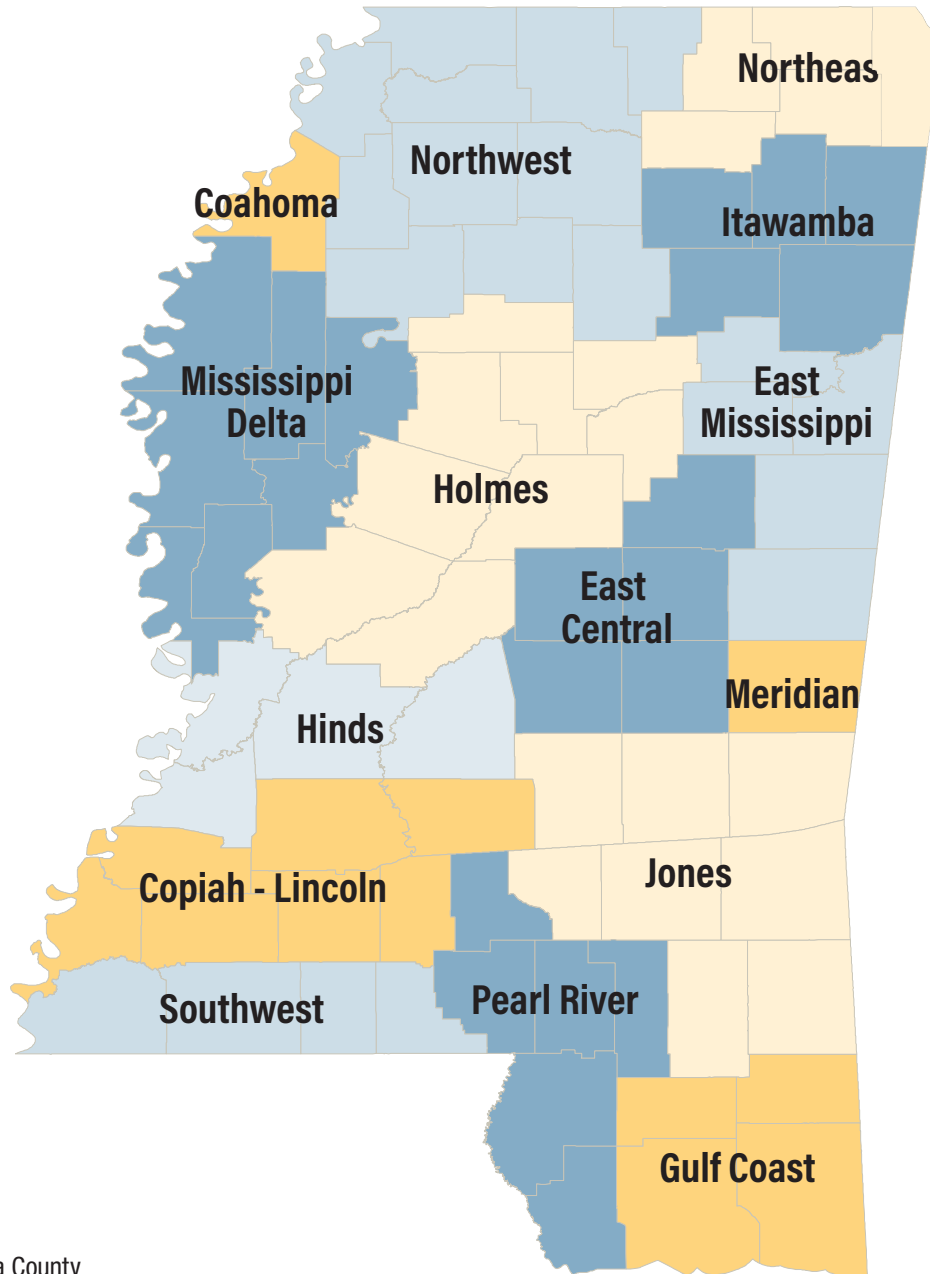 Northeas
Northwest
Coahoma
Itawamba
Mississippi
Delta
East
Mississippi
Holmes
East
Central
Meridian
Hinds
Jones
Copiah - Lincoln
Pearl River
Southwest
Gulf Coast
a County